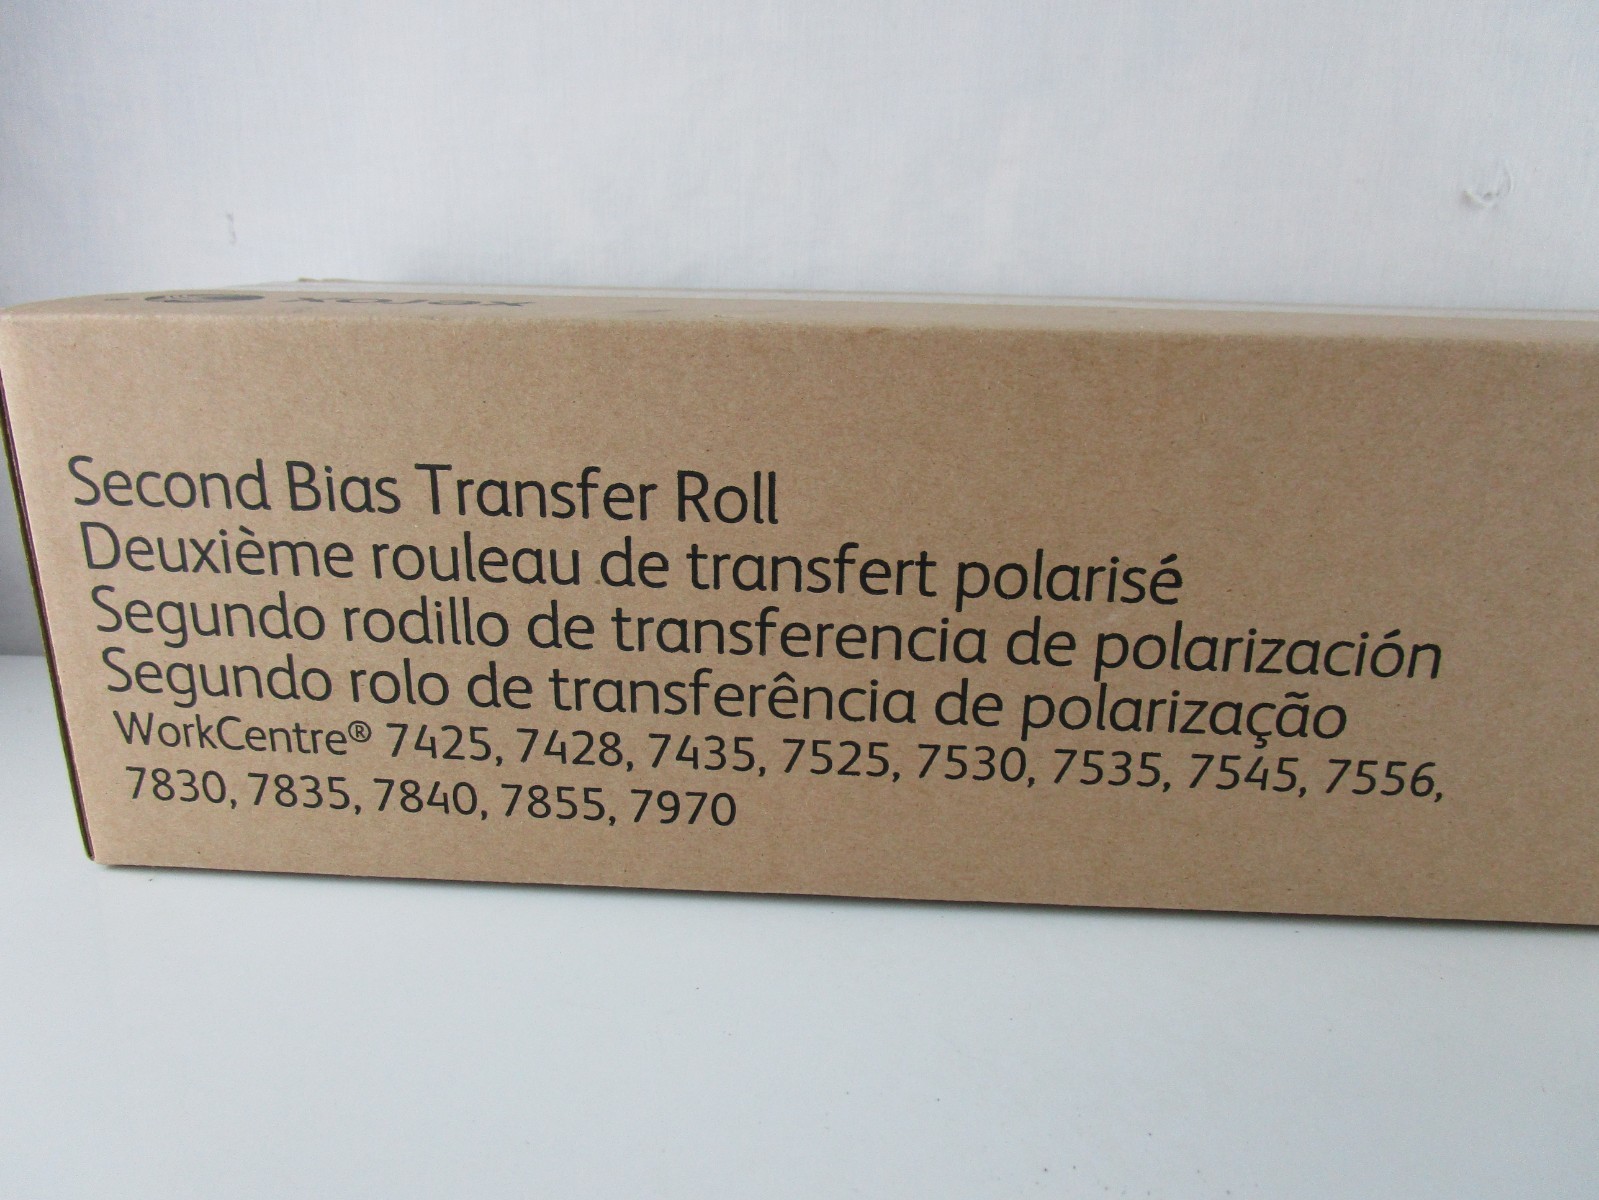 xerox
Second Bias Transfer Roll
Deuxième rouleau de transfert polarisé
Segundo rodillo de transferencia de polarización
Segundo rolo de transferência de polarização
WorkCentre® 7425, 7428, 7435, 7525, 7530, 7535, 7545, 7556,
7830, 7835, 7840, 7855, 7970